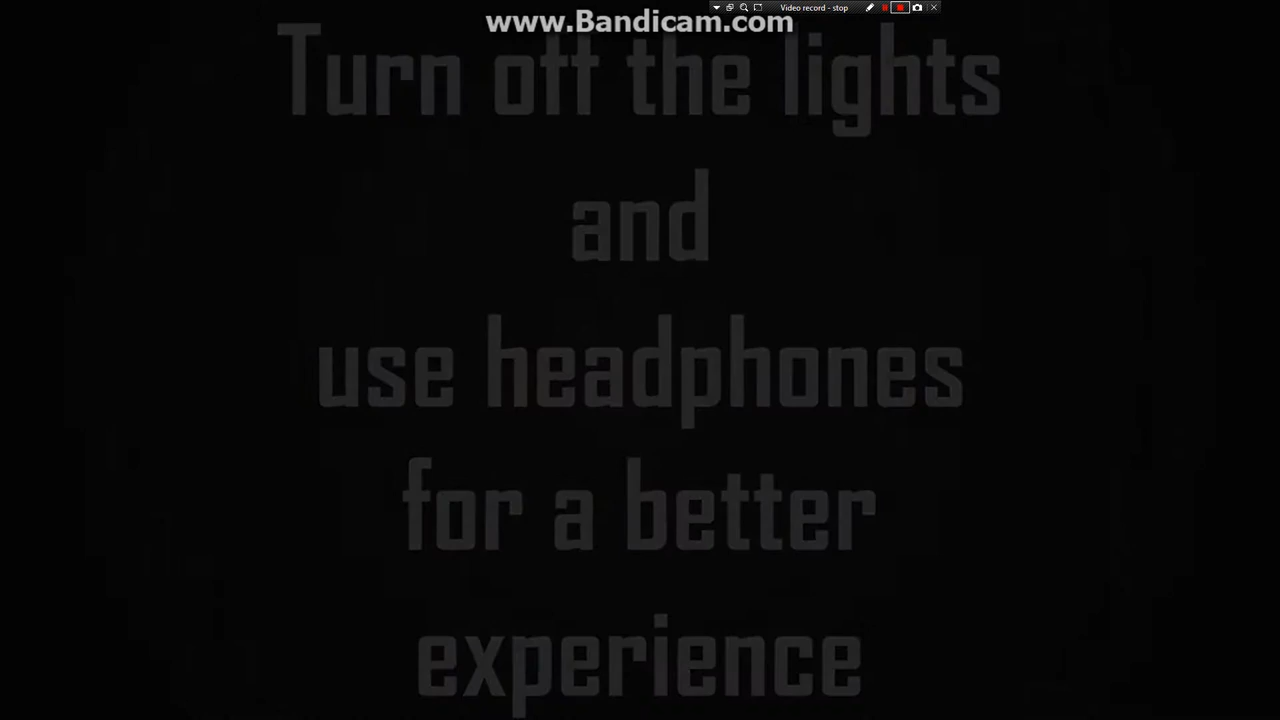 Video record - stop
www.Bandicam.com
Turn off the lights
and
use headphones
for a better
experience